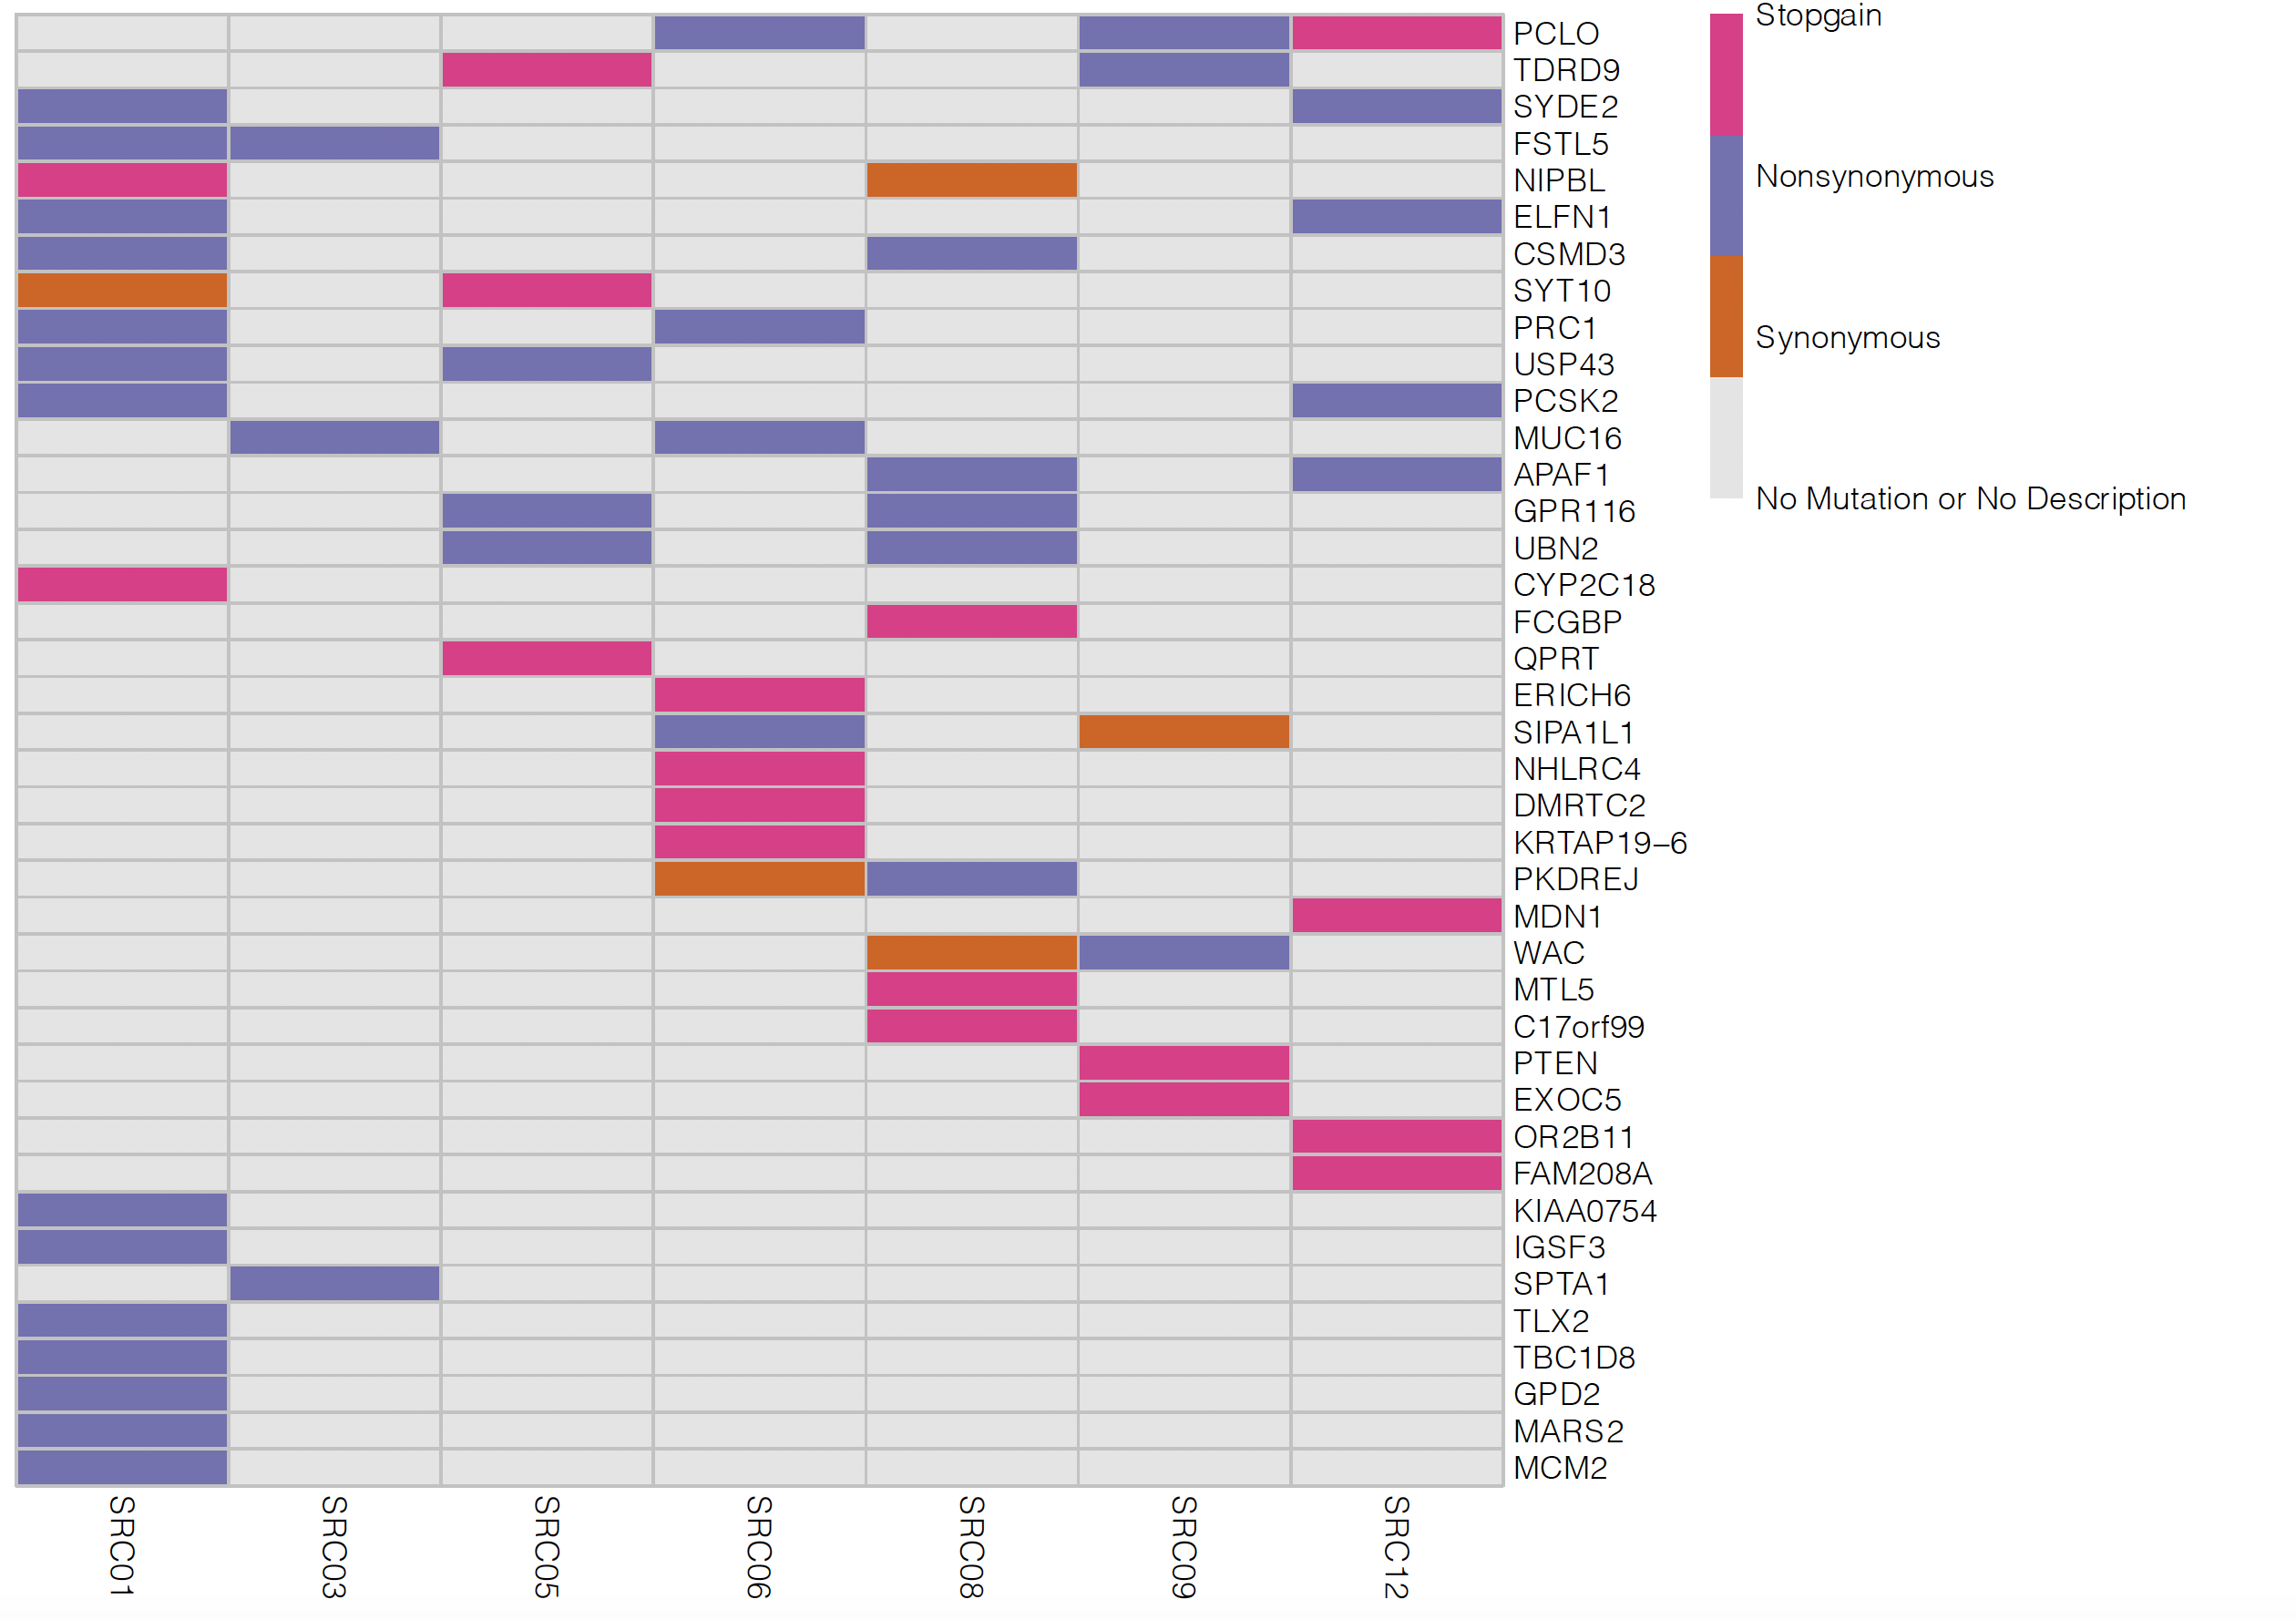 PCLO
TDRD9
SYDE2
FSTL5
NIPBL
ELFN1
CSMD3
SYT10
PRC1
USP43
PCSK2
MUC16
APAF1
GPR116
UBN2
CYP2C18
FCGBP
QPRT
ERICH6
SIPA1L1
NHLRC4
DMRTC2
KRTAP19–6
PKDREJ
MDN1
WAC
MTL5
C17orf99
PTEN
EXOC5
OR2B11
FAM208A
KIAA0754
IGSF3
SPTA1
TLX2
TBC1D8
GPD2
MARS2
MCM2
SRC01
SRC03
SRC05
SRC06
SRC08
SRC09
SRC12
Stopgain
Nonsynonymous
Synonymous
No Mutation or No Description